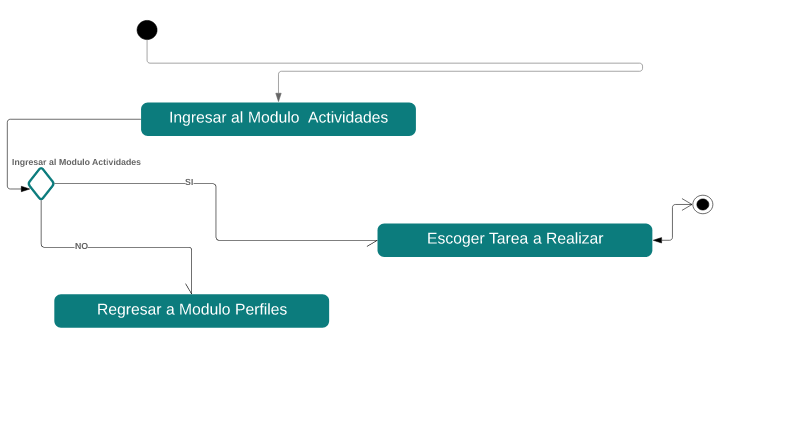 Ingresar al Modulo  Actividades
Ingresar al Modulo Actividades
SI
Escoger Tarea a Realizar
NO
Regresar a Modulo Perfiles